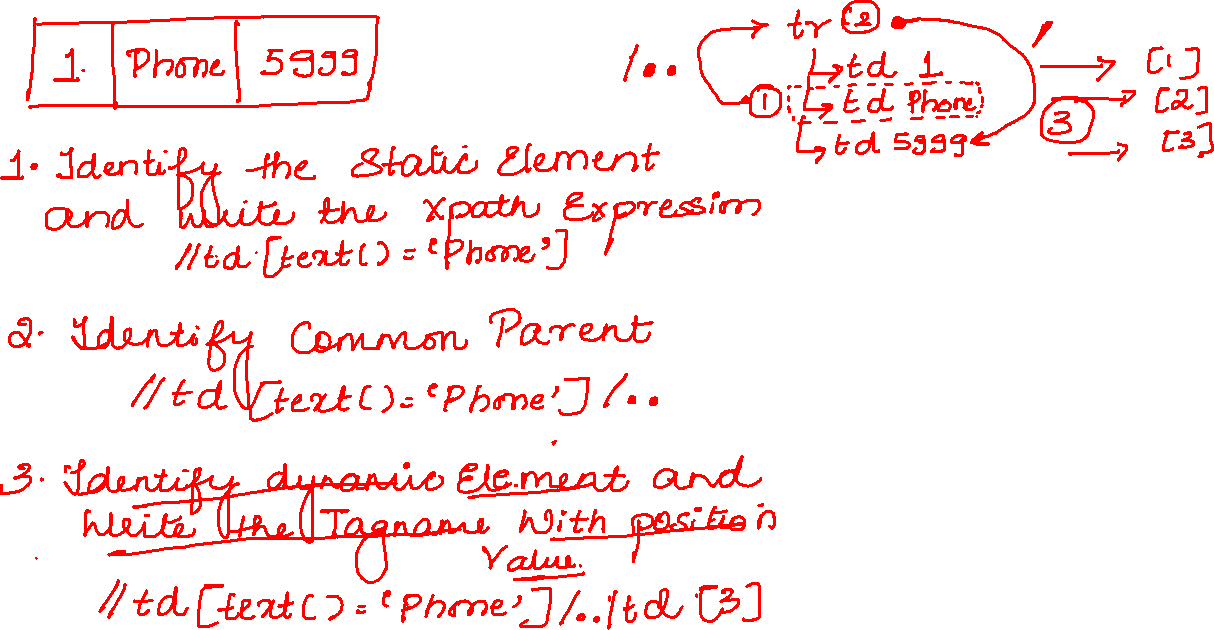 1. Phone 5999
/..
tr 2
td 1
1 td Phone
td 5999
3
[1]
[2]
[3]
1. Identify the Static Element
and Write the xpath Expression
//td[text()='Phone']
2. Identify Common Parent
//td[text()='Phone']/..
3. Identify dynamic Element and
Write the Tagname With position
Value.
//td[text()='Phone']/../td[3]